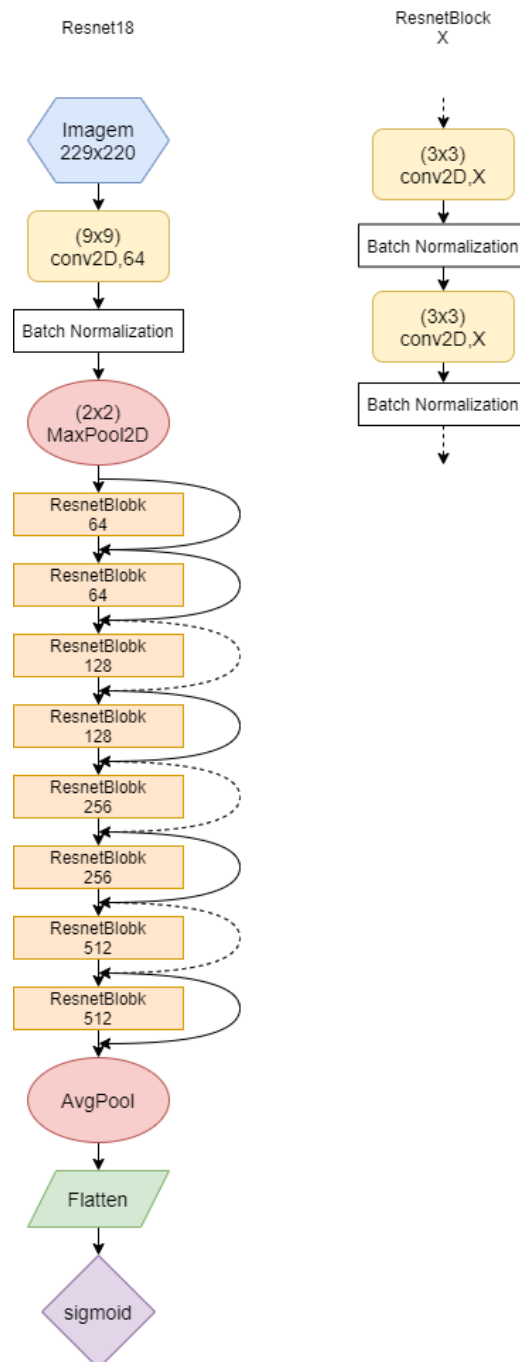 Resnet18
Imagem
229x220
(9x9)
conv2D,64
Batch Normalization
(2x2)
MaxPool2D
ResnetBlobk
64
ResnetBlobk
64
ResnetBlobk
128
ResnetBlobk
128
ResnetBlobk
256
ResnetBlobk
256
ResnetBlobk
512
ResnetBlobk
512
AvgPool
Flatten
sigmoid
ResnetBlock
X
(3x3)
conv2D,X
Batch Normalization
(3x3)
conv2D,X
Batch Normalization